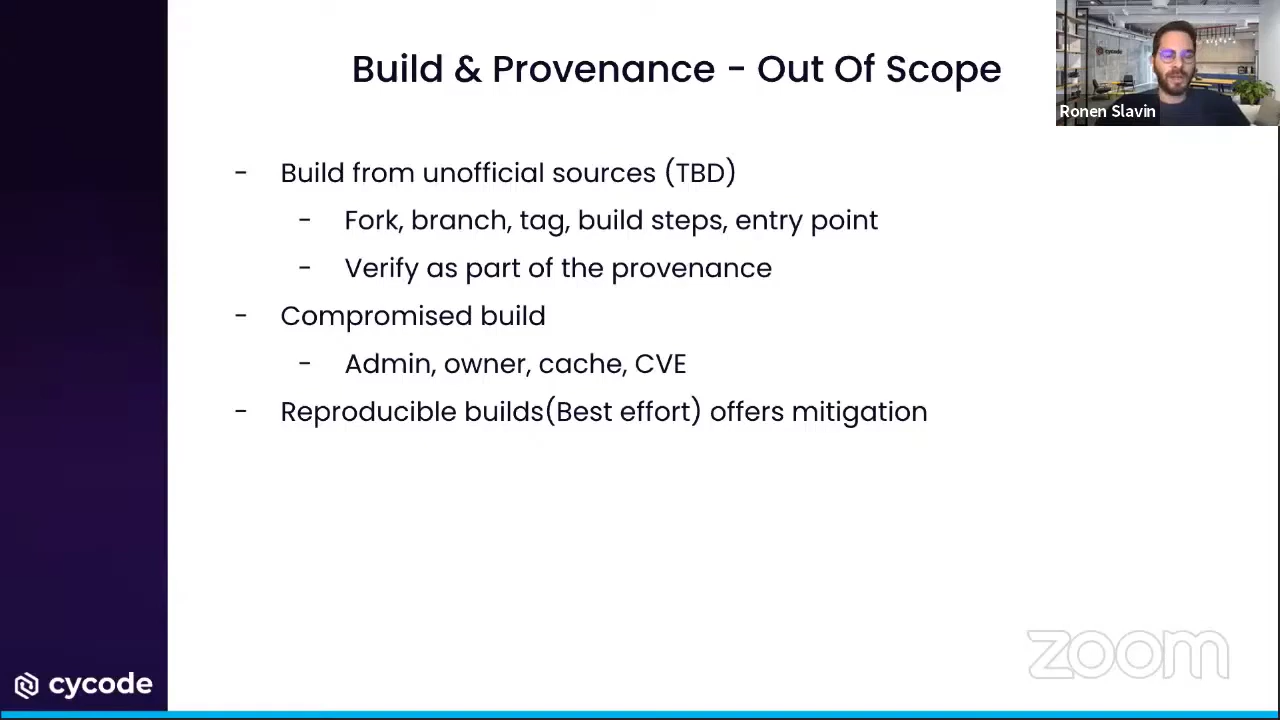 Build & Provenance - Out Of Scope
Ronen Slavin
- Build from unofficial sources (TBD)
- Fork, branch, tag, build steps, entry point
- Verify as part of the provenance
- Compromised build
- Admin, owner, cache, CVE
- Reproducible builds(Best effort) offers mitigation
zoom
cycode